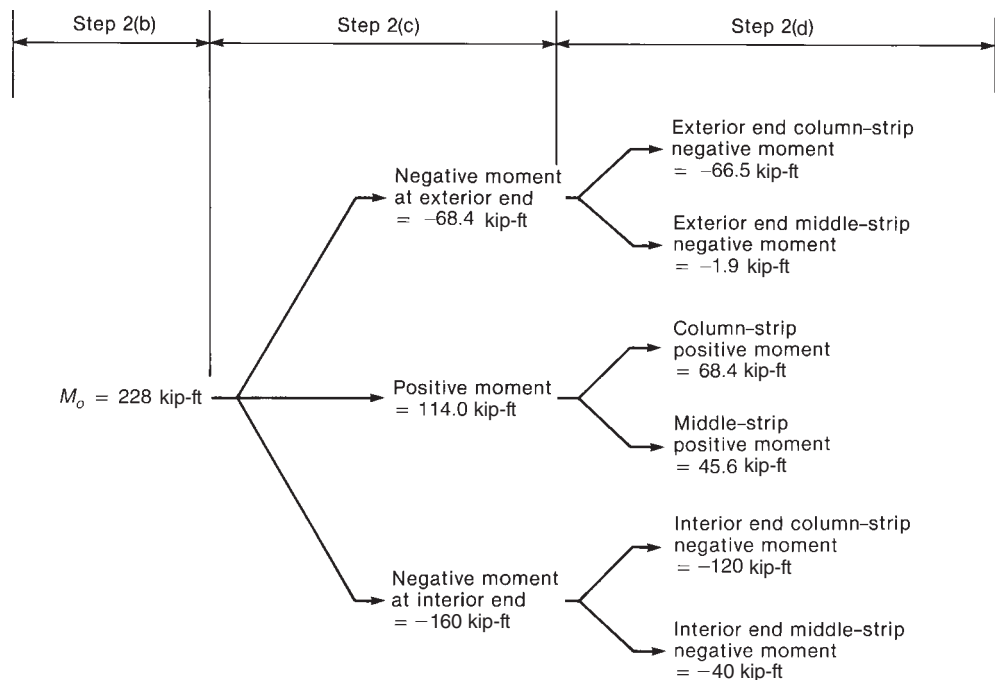 Step 2(b)
Step 2(c)
Step 2(d)
Exterior end column-strip
negative moment
= −66.5 kip-ft
Negative moment
at exterior end
= −68.4 kip-ft
Exterior end middle-strip
negative moment
= −1.9 kip-ft
Column-strip
positive moment
= 68.4 kip-ft
Mo = 228 kip-ft
Positive moment
= 114.0 kip-ft
Middle-strip
positive moment
= 45.6 kip-ft
Interior end column-strip
negative moment
= −120 kip-ft
Negative moment
at interior end
= −160 kip-ft
Interior end middle-strip
negative moment
= −40 kip-ft